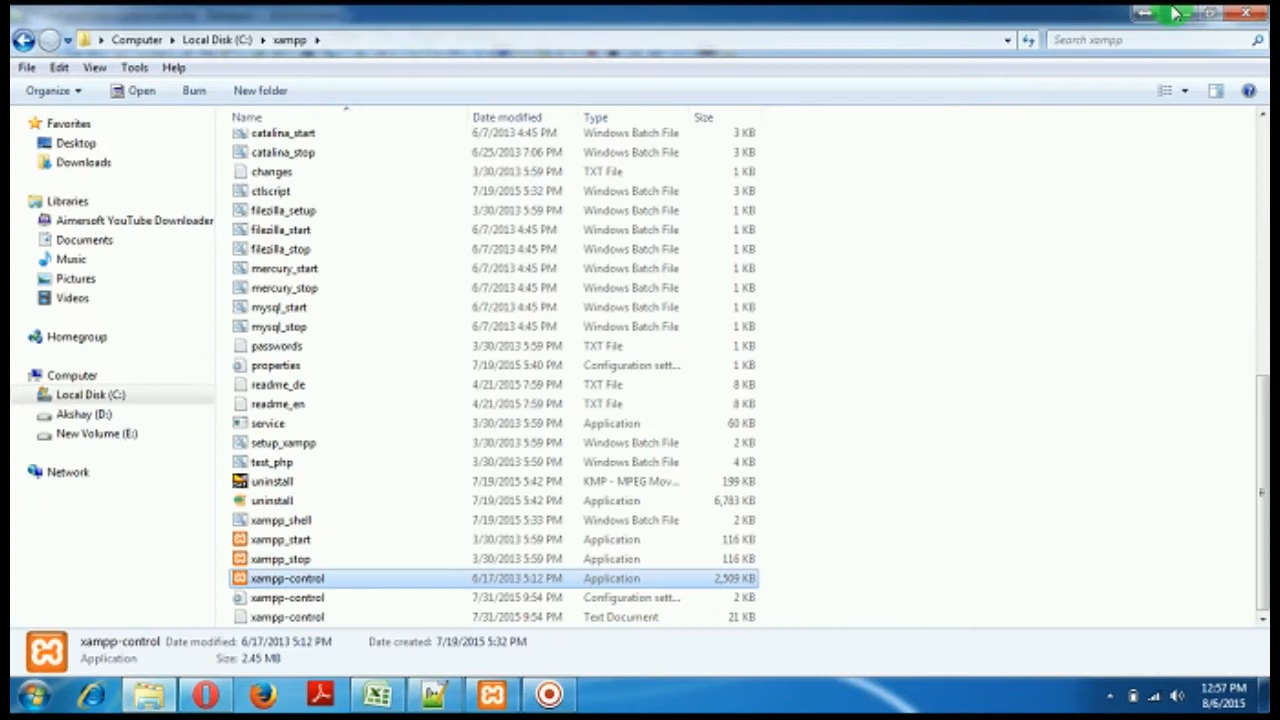 Computer Local Disk (C:) xampp
Search xampp
File Edit View Tools Help
Organize Open Burn New folder
Favorites
Desktop
Downloads
Libraries
Aimersoft YouTube Downloader
Documents
Music
Pictures
Videos
Homegroup
Computer
Local Disk (C:)
Akshay (D:)
New Volume (E:)
Network
Name Date modified Type Size
catalina_start 6/7/2013 4:45 PM Windows Batch File 3 KB
catalina_stop 6/25/2013 7:06 PM Windows Batch File 3 KB
changes 3/30/2013 5:59 PM TXT File 1 KB
ctlscript 7/19/2015 5:32 PM Windows Batch File 3 KB
filezilla_setup 3/30/2013 5:59 PM Windows Batch File 1 KB
filezilla_start 6/7/2013 4:45 PM Windows Batch File 1 KB
filezilla_stop 6/7/2013 4:45 PM Windows Batch File 1 KB
mercury_start 6/7/2013 4:45 PM Windows Batch File 1 KB
mercury_stop 6/7/2013 4:45 PM Windows Batch File 1 KB
mysql_start 6/7/2013 4:45 PM Windows Batch File 1 KB
mysql_stop 6/7/2013 4:45 PM Windows Batch File 1 KB
passwords 3/30/2013 5:59 PM TXT File 1 KB
properties 7/19/2015 5:40 PM Configuration sett... 1 KB
readme_de 4/21/2015 7:59 PM TXT File 8 KB
readme_en 4/21/2015 7:59 PM TXT File 8 KB
service 3/30/2013 5:59 PM Application 60 KB
setup_xampp 3/30/2013 5:59 PM Windows Batch File 2 KB
test_php 3/30/2013 5:59 PM Windows Batch File 4 KB
uninstall 7/19/2015 5:42 PM KMP - MPEG Mov... 199 KB
uninstall 7/19/2015 5:42 PM Application 6,783 KB
xampp_shell 7/19/2015 5:33 PM Windows Batch File 2 KB
xampp_start 3/30/2013 5:59 PM Application 116 KB
xampp_stop 3/30/2013 5:59 PM Application 116 KB
xampp-control 6/17/2013 5:12 PM Application 2,509 KB
xampp-control 7/31/2015 9:54 PM Configuration sett... 2 KB
xampp-control 7/31/2015 9:54 PM Text Document 21 KB
xampp-control Date modified: 6/17/2013 5:12 PM Date created: 7/19/2015 5:32 PM
Application Size: 2.45 MB
12:57 PM
8/6/2015